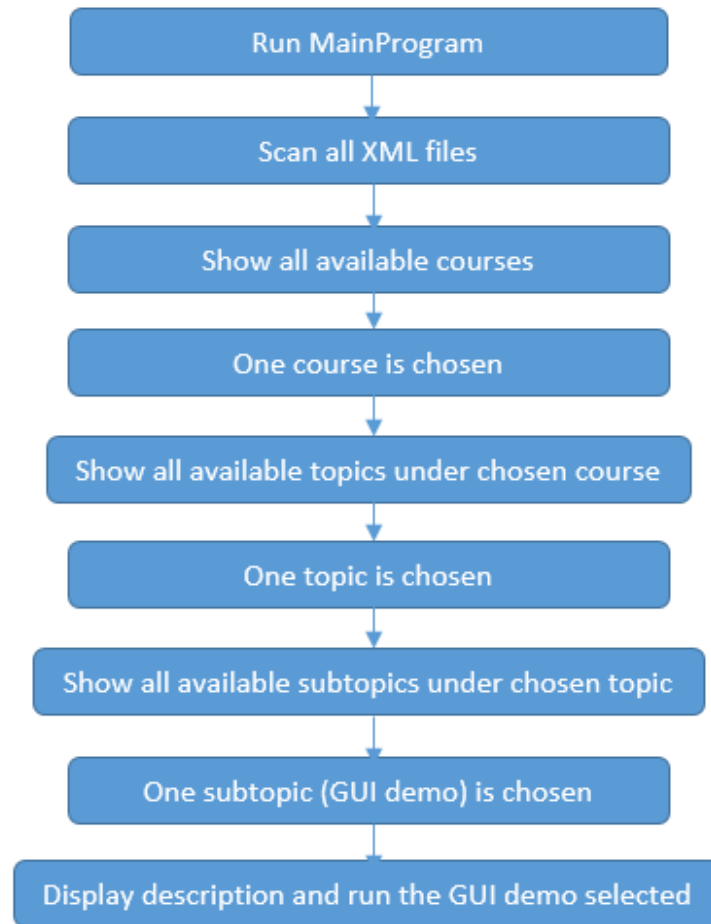 Run MainProgram
Scan all XML files
Show all available courses
One course is chosen
Show all available topics under chosen course
One topic is chosen
Show all available subtopics under chosen topic
One subtopic (GUI demo) is chosen
Display description and run the GUI demo selected